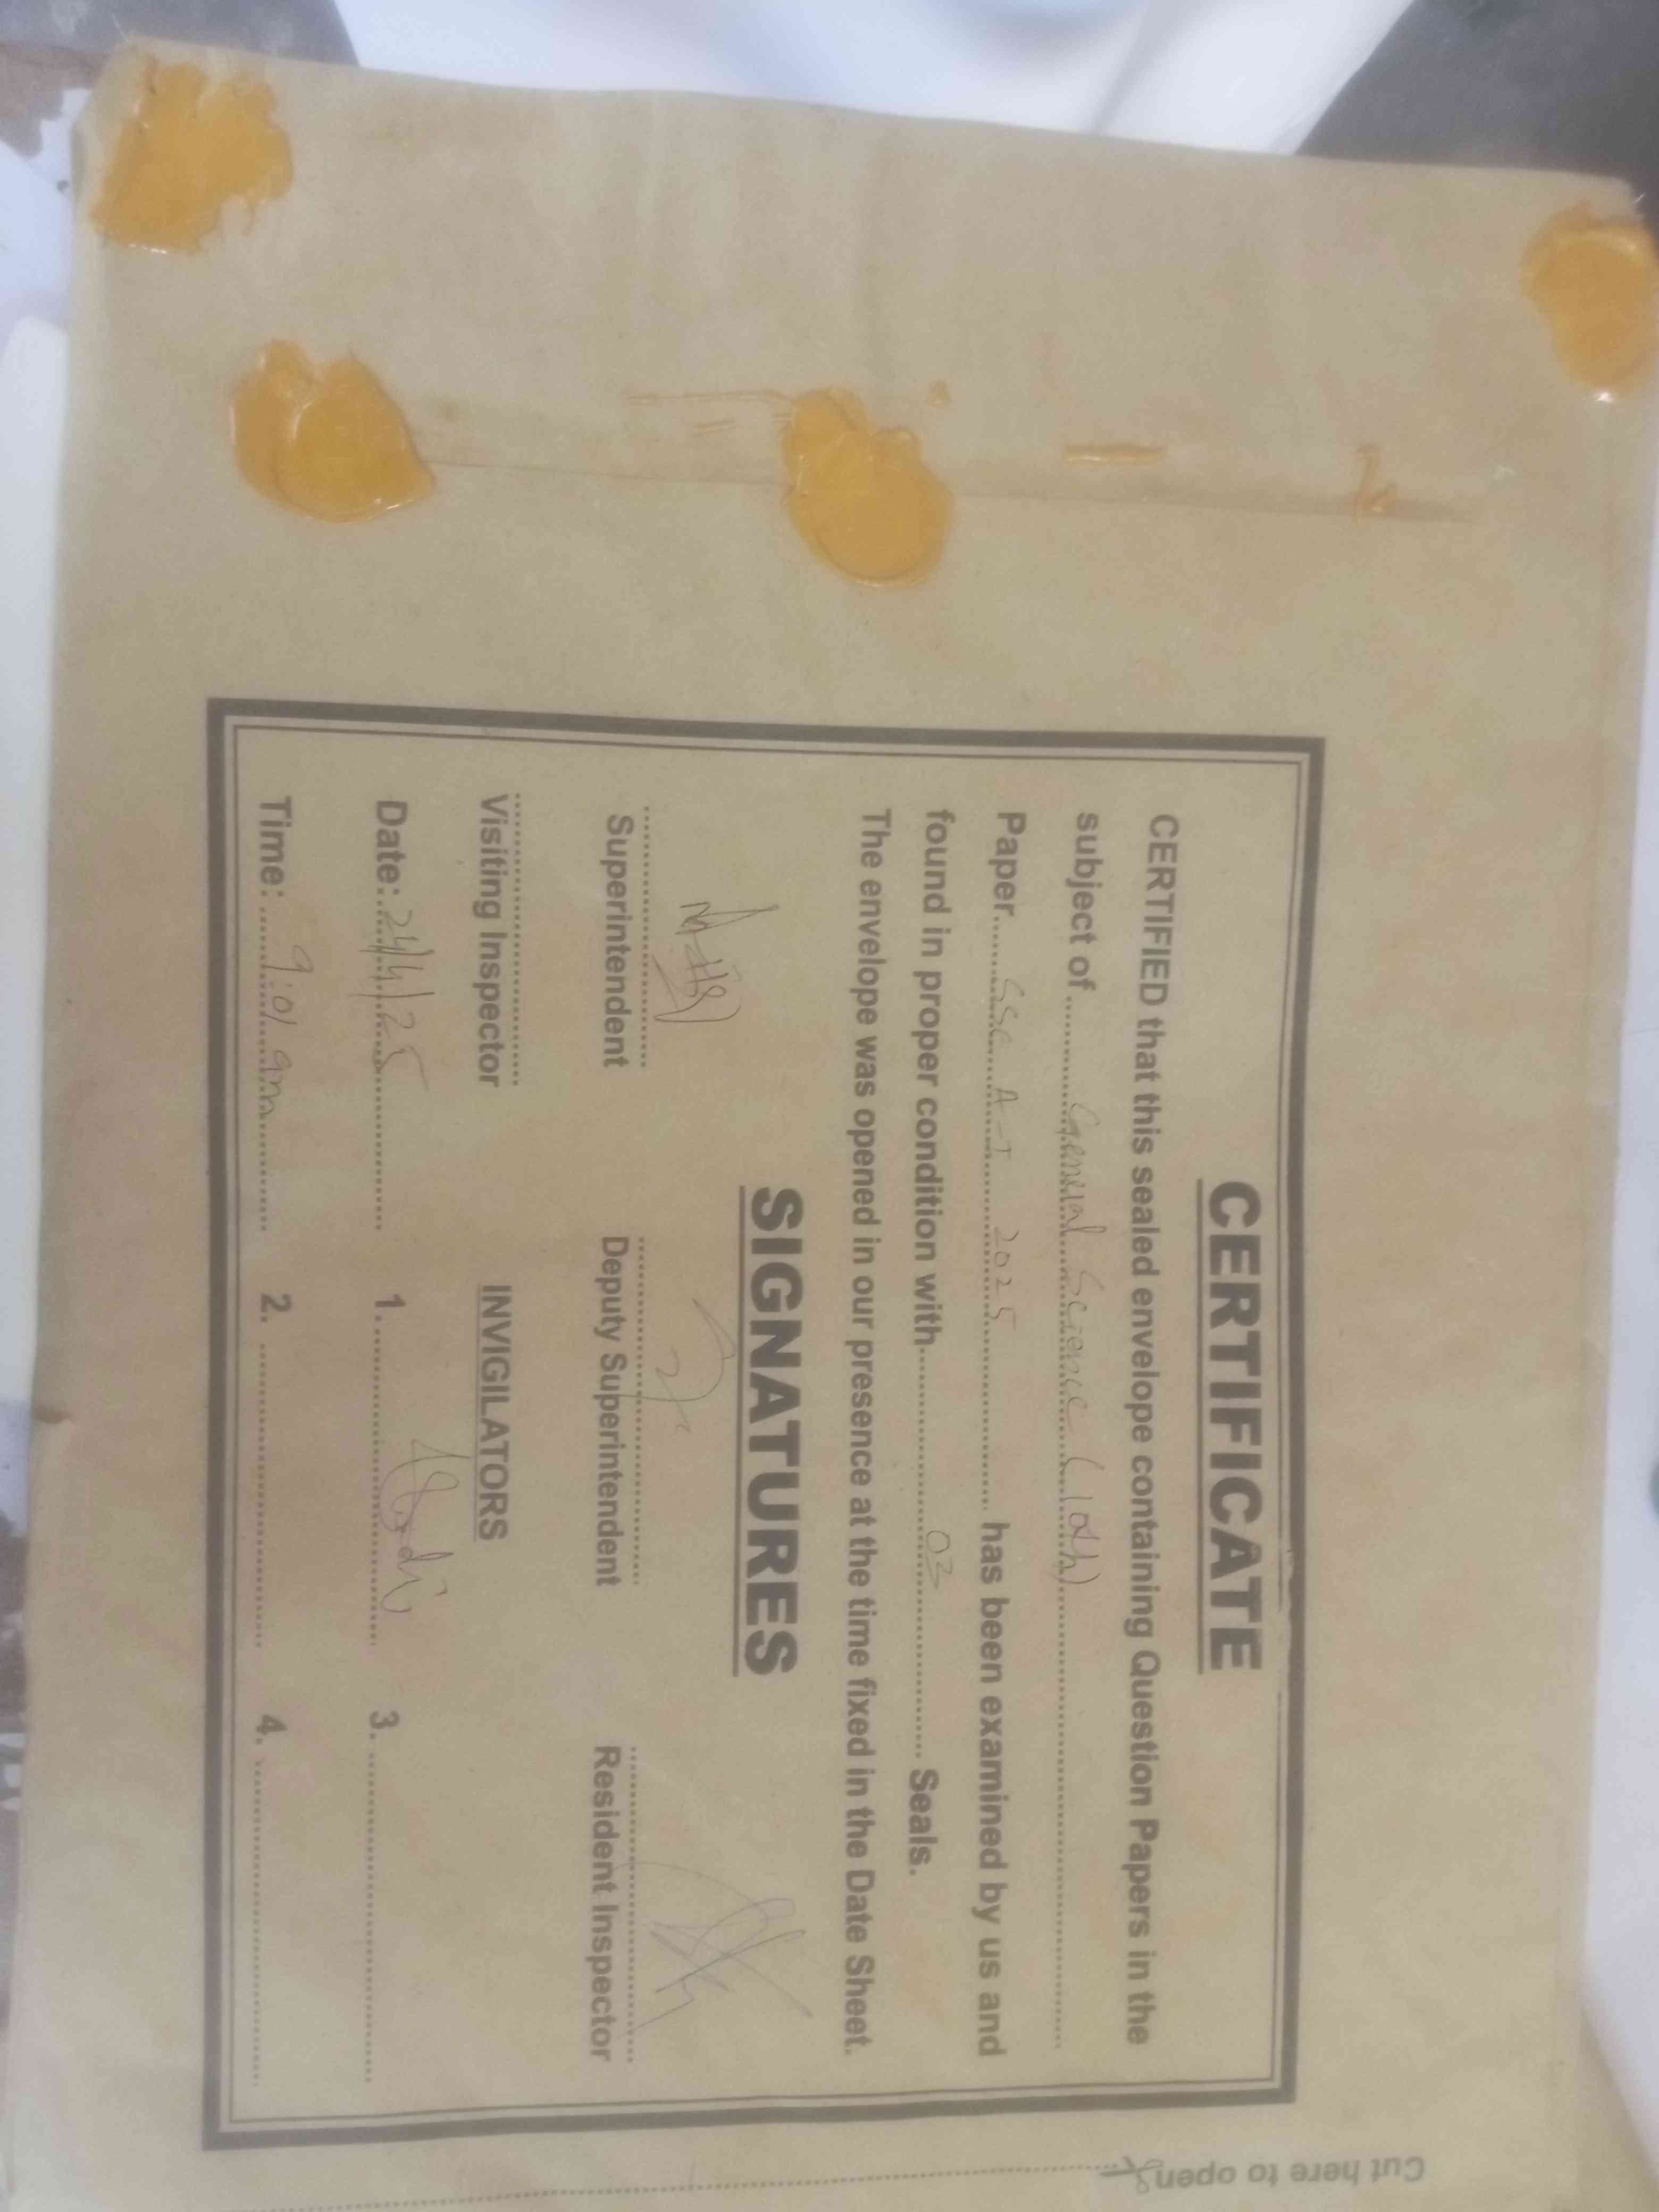 CERTIFICATE
CERTIFIED that this sealed envelope containing Question Papers in the
subject of General Science (10th)
Paper SSC A-I 2025 has been examined by us and
found in proper condition with 03 Seals.
The envelope was opened in our presence at the time fixed in the Date Sheet.
SIGNATURES
Superintendent Deputy Superintendent Resident Inspector
Visiting Inspector INVIGILATORS
Date: 24/4/25 1. 3.
Time: 9:01 am 2. 4.
Cut here to open